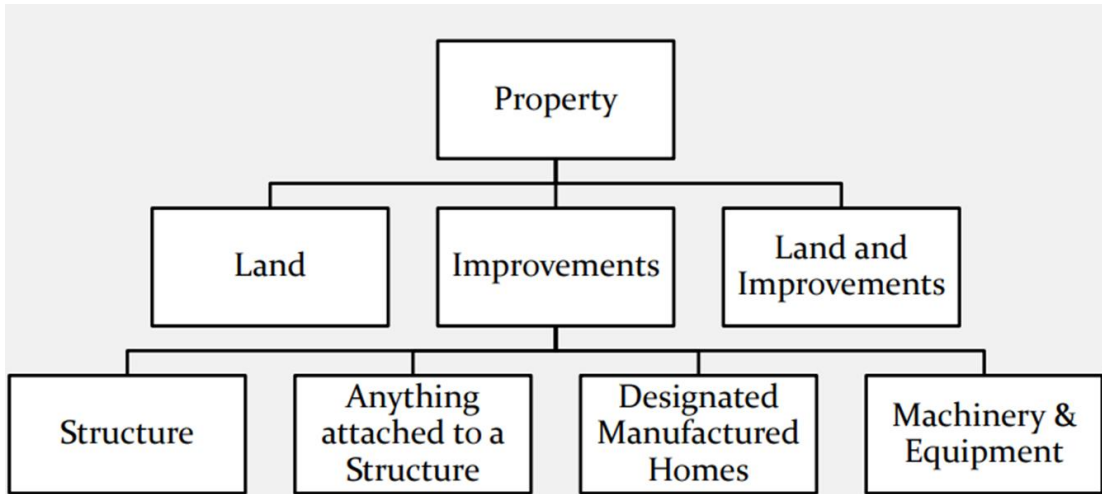 Property
Land
Improvements
Land and
Improvements
Structure
Anything
attached to a
Structure
Designated
Manufactured
Homes
Machinery &
Equipment